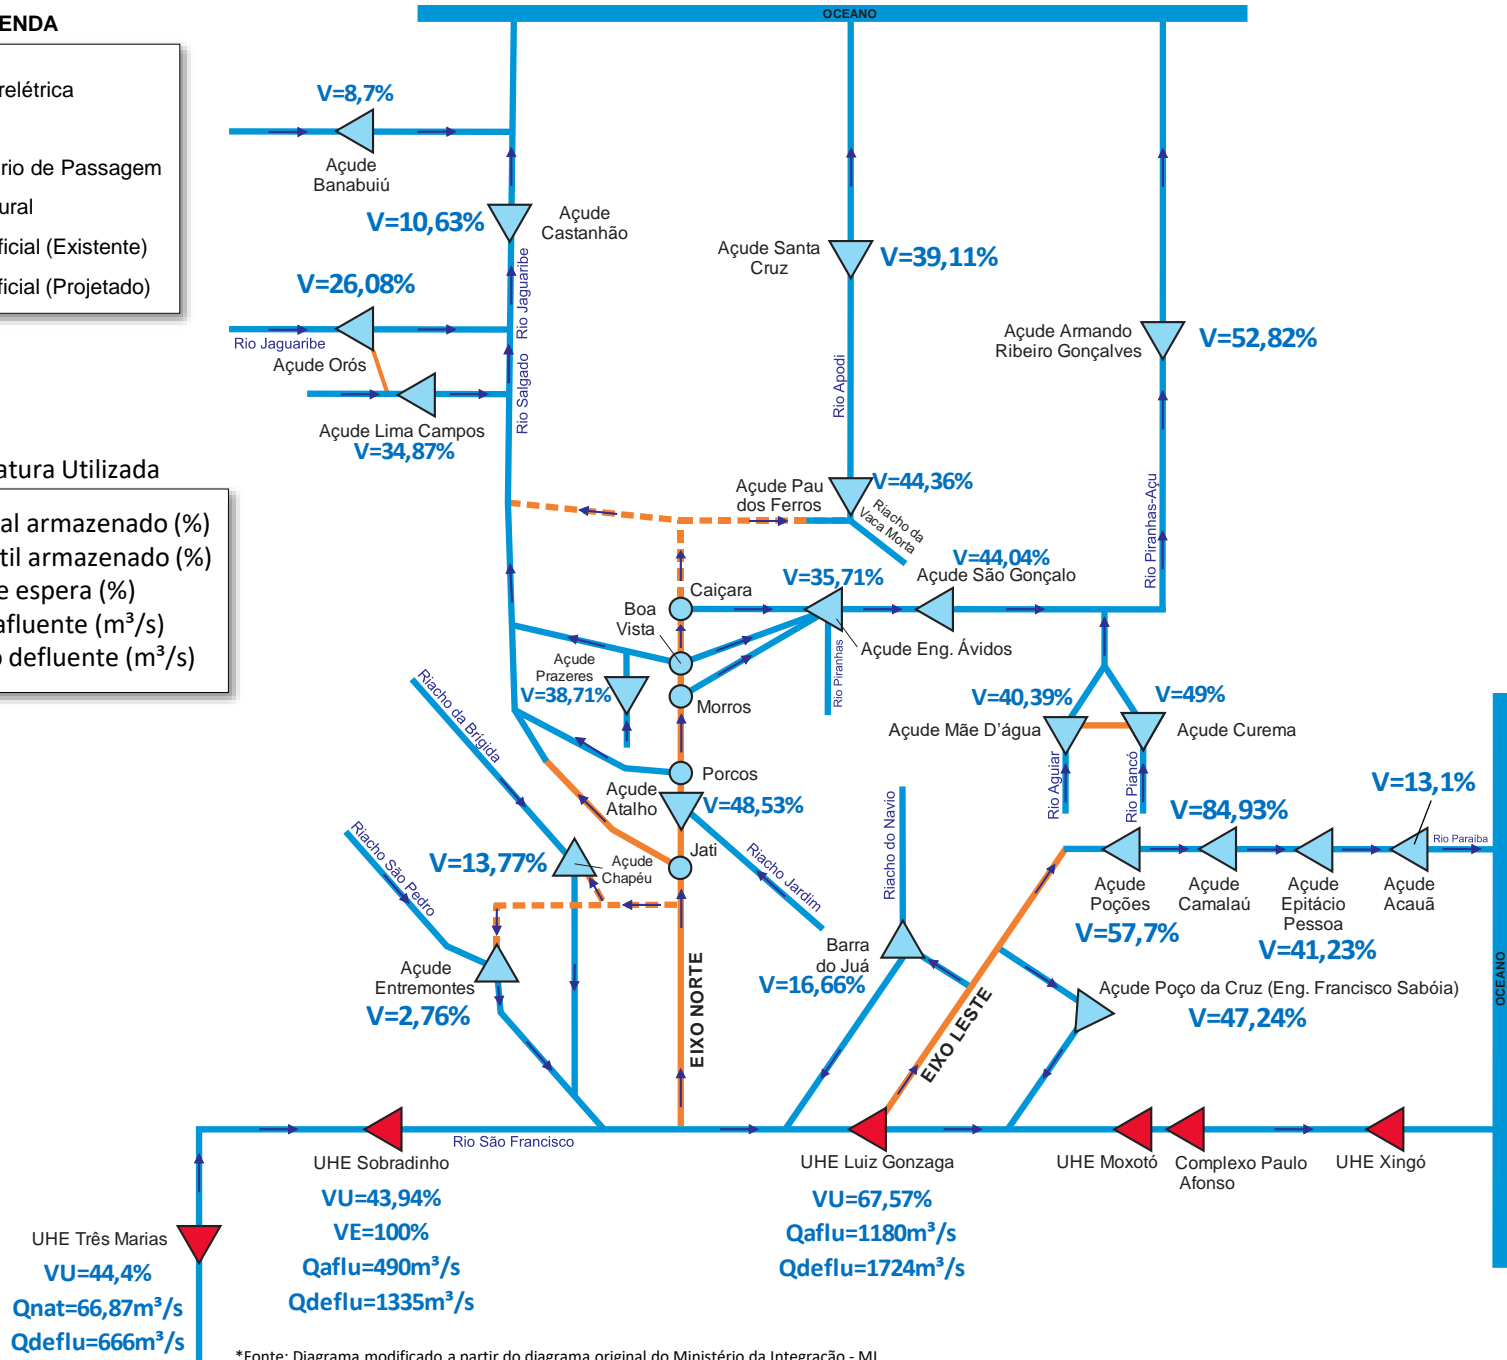 OCEANO
ENDA
relétrica
rio de Passagem
ural
ficial (Existente)
ficial (Projetado)
V=8,7%
Açude
Banabuiú
V=10,63%
Açude
Castanhão
V=26,08%
Rio Jaguaribe
Rio Jaguaribe
Açude Orós
Rio Salgado
Açude Lima Campos
V=34,87%
Açude Santa
Cruz
V=39,11%
Rio Apodi
Açude Armando
Ribeiro Gonçalves
V=52,82%
Rio Piranhas-Açu
atura Utilizada
al armazenado (%)
til armazenado (%)
e espera (%)
afluente (m³/s)
o defluente (m³/s)
Açude Pau
dos Ferros
V=44,36%
Riacho da
Vaca Morta
V=44,04%
Açude São Gonçalo
V=35,71%
Caiçara
Boa
Vista
Açude Eng. Ávidos
Rio Piranhas
Açude
Prazeres
V=38,71%
Morros
Riacho da Brígida
Porcos
Açude
Atalho
V=48,53%
V=40,39%
Açude Mãe D'água
V=49%
Açude Curema
Rio Aguiar
Rio Piancó
V=13,1%
V=84,93%
Rio Paraíba
Riacho São Pedro
V=13,77%
Açude
Chapéu
Jati
Riacho Jardim
Riacho do Navio
Açude
Poções
V=57,7%
Açude
Camalaú
Açude
Epitácio
Pessoa
V=41,23%
Açude
Acauã
Açude
Entremontes
V=2,76%
EIXO NORTE
Barra
do Juá
V=16,66%
EIXO LESTE
Açude Poço da Cruz (Eng. Francisco Sabóia)
V=47,24%
OCEANO
Rio São Francisco
UHE Sobradinho
VU=43,94%
VE=100%
Qaflu=490m³/s
Qdeflu=1335m³/s
UHE Luiz Gonzaga
VU=67,57%
Qaflu=1180m³/s
Qdeflu=1724m³/s
UHE Moxotó
Complexo Paulo
Afonso
UHE Xingó
UHE Três Marias
VU=44,4%
Qnat=66,87m³/s
Qdeflu=666m³/s
*Fonte: Diagrama modificado a partir do diagrama original do Ministério da Integração - MI